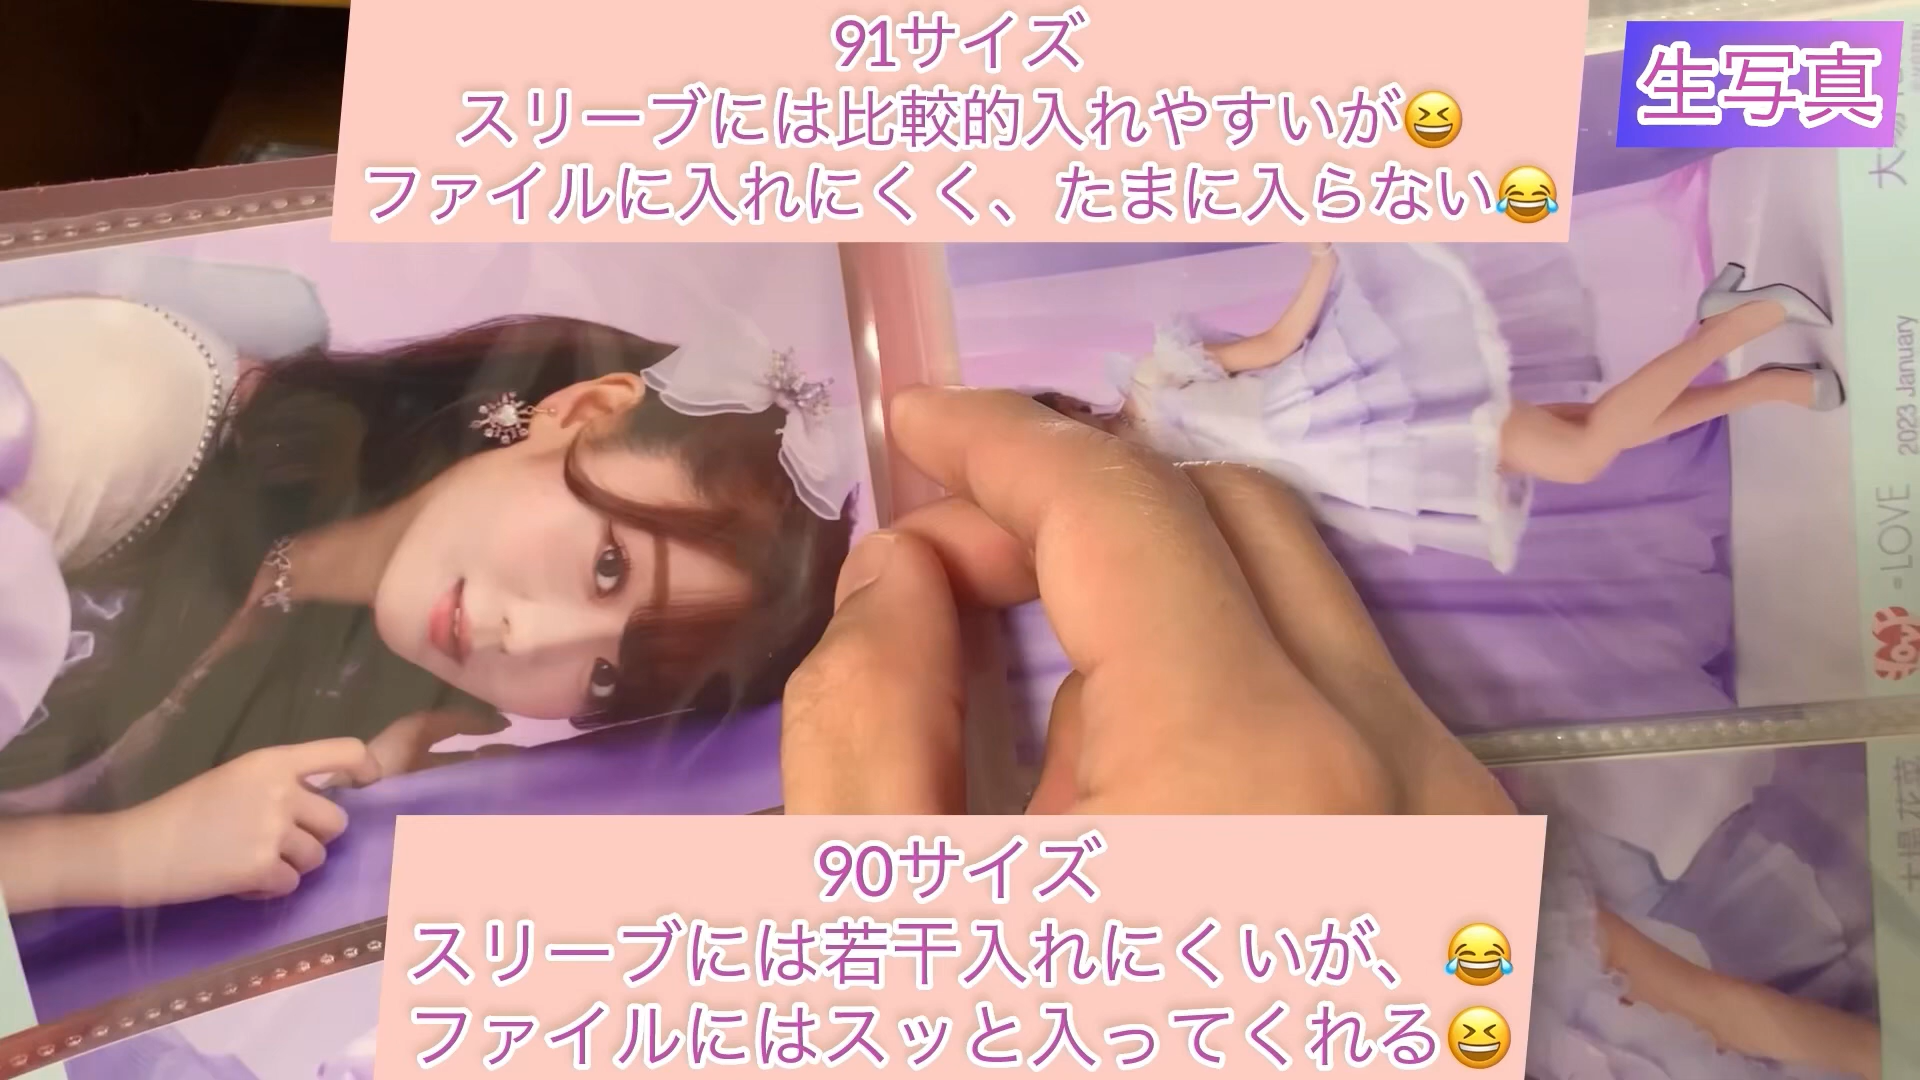 91サイズ
スリーブには比較的入れやすいが😆
ファイルに入れにくく、たまに入らない😂
生写真
2023 January
=LOVE
90サイズ
スリーブには若干入れにくいが、😂
ファイルにはスッと入ってくれる😆